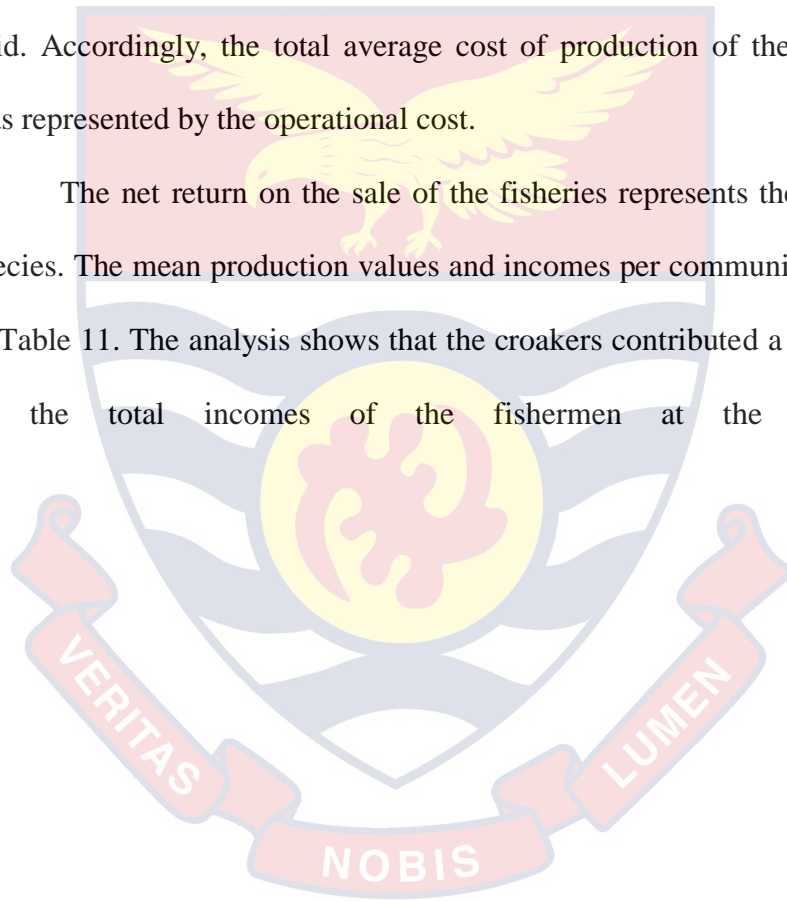 id. Accordingly, the total average cost of production of the
s represented by the operational cost.
The net return on the sale of the fisheries represents the
ecies. The mean production values and incomes per communi
Table 11. The analysis shows that the croakers contributed a
the total incomes of the fishermen at the
VERITAS
NOBIS
LUMEN